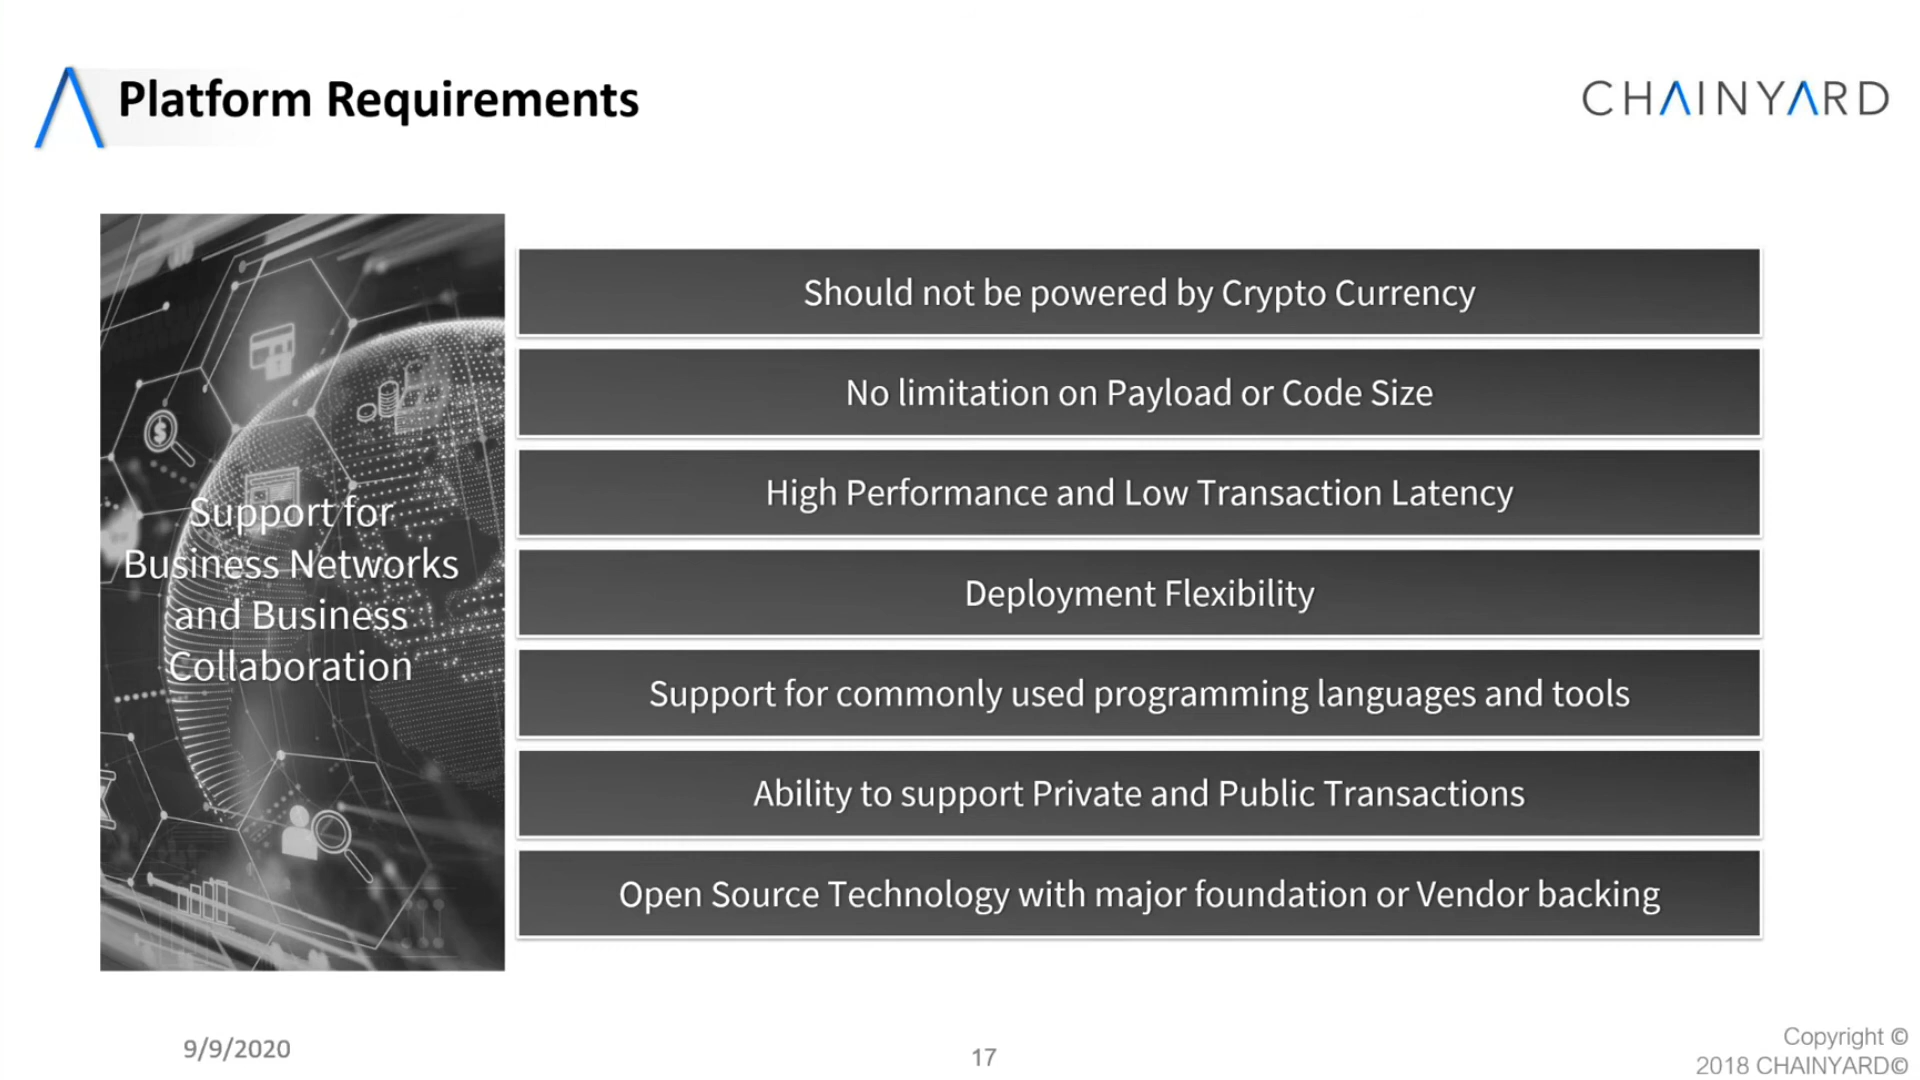 Platform Requirements
CHAINYARD
Support for
Business Networks
and Business
Collaboration
Should not be powered by Crypto Currency
No limitation on Payload or Code Size
High Performance and Low Transaction Latency
Deployment Flexibility
Support for commonly used programming languages and tools
Ability to support Private and Public Transactions
Open Source Technology with major foundation or Vendor backing
9/9/2020
17
Copyright ©
2018 CHAINYARD©